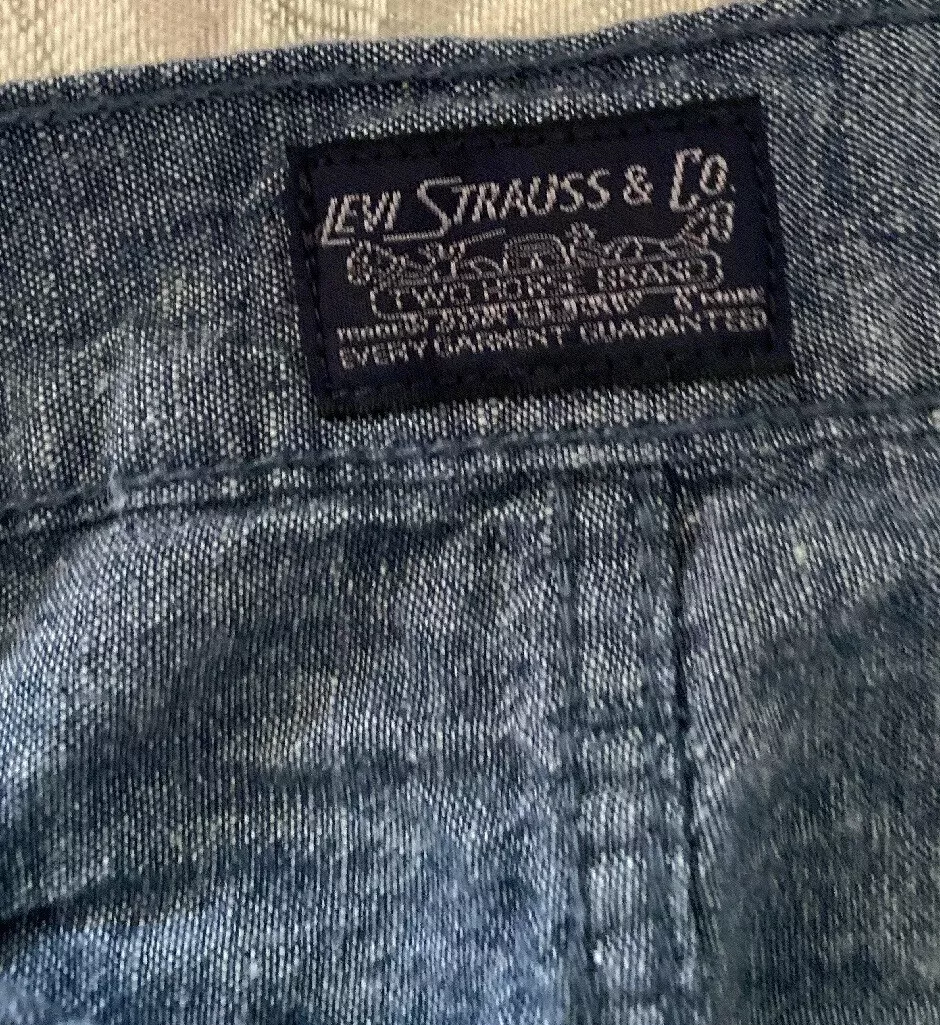 LEVI STRAUSS & CO.
TWO HORSE BRAND
EVERY GARMENT GUARANTEED